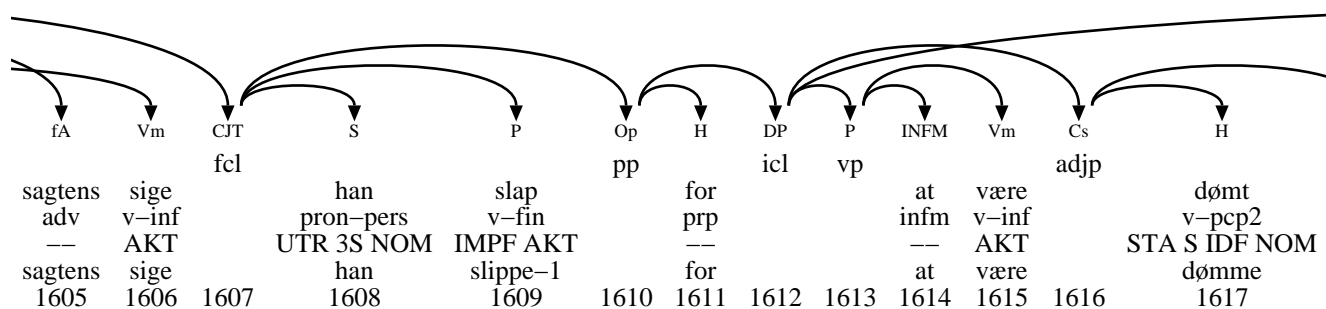 fA Vm CJT S P Op H DP P INFM Vm Cs H
fcl pp icl vp adjp
sagtens sige han slap for at være dømt
adv v−inf pron−pers v−fin prp infm v−inf v−pcp2
−− AKT UTR 3S NOM IMPF AKT −− −− AKT STA S IDF NOM
sagtens sige han slippe−1 for at være dømme
1605 1606 1607 1608 1609 1610 1611 1612 1613 1614 1615 1616 1617